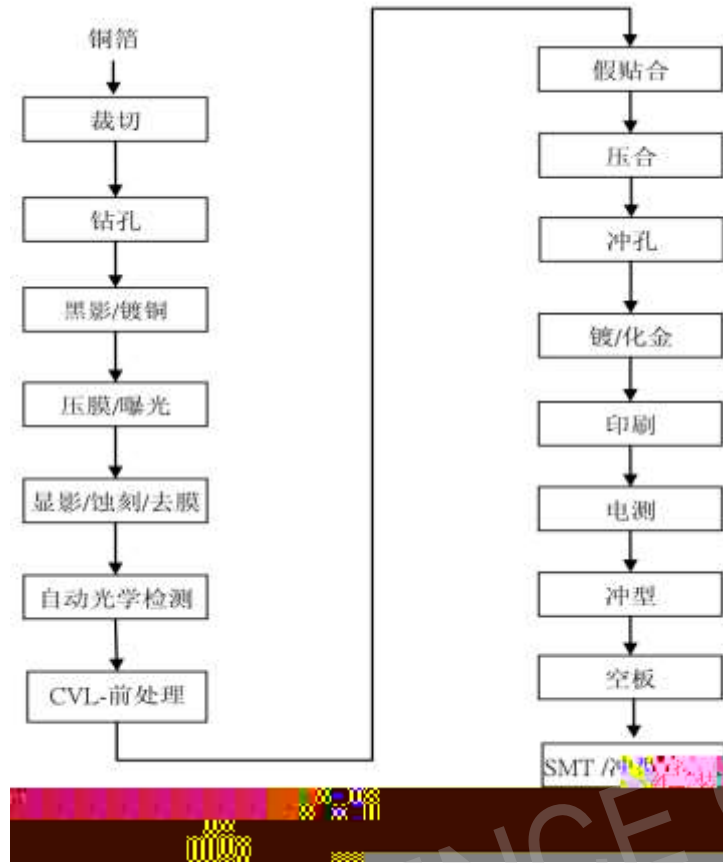 铜箔
裁切
钻孔
黑影/镀铜
压膜/曝光
显影/蚀刻/去膜
自动光学检测
CVL-前处理
假贴合
压合
冲孔
镀/化金
印刷
电测
冲型
空板
SMT /
ENCE